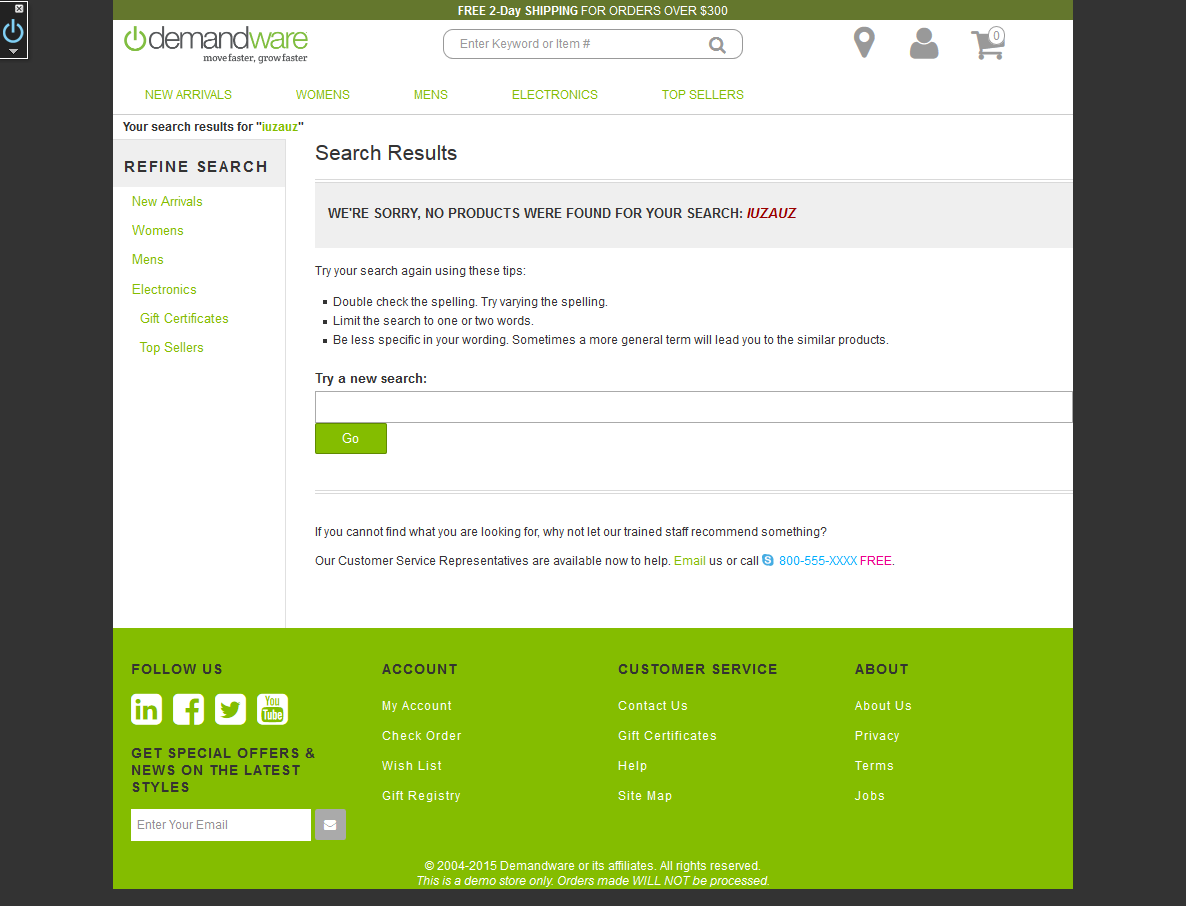 FREE 2-Day SHIPPING FOR ORDERS OVER $300
demandware
move faster, grow faster
Enter Keyword or Item #
0
NEW ARRIVALS WOMENS MENS ELECTRONICS TOP SELLERS
Your search results for "iuzauz"
REFINE SEARCH
New Arrivals
Womens
Mens
Electronics
Gift Certificates
Top Sellers
Search Results
WE'RE SORRY, NO PRODUCTS WERE FOUND FOR YOUR SEARCH: IUZAUZ
Try your search again using these tips:
Double check the spelling. Try varying the spelling.
Limit the search to one or two words.
Be less specific in your wording. Sometimes a more general term will lead you to the similar products.
Try a new search:
Go
If you cannot find what you are looking for, why not let our trained staff recommend something?
Our Customer Service Representatives are available now to help. Email us or call S 800-555-XXXX FREE.
FOLLOW US
in f You Tube
GET SPECIAL OFFERS &
NEWS ON THE LATEST
STYLES
Enter Your Email
ACCOUNT
My Account
Check Order
Wish List
Gift Registry
CUSTOMER SERVICE
Contact Us
Gift Certificates
Help
Site Map
ABOUT
About Us
Privacy
Terms
Jobs
© 2004-2015 Demandware or its affiliates. All rights reserved.
This is a demo store only. Orders made WILL NOT be processed.